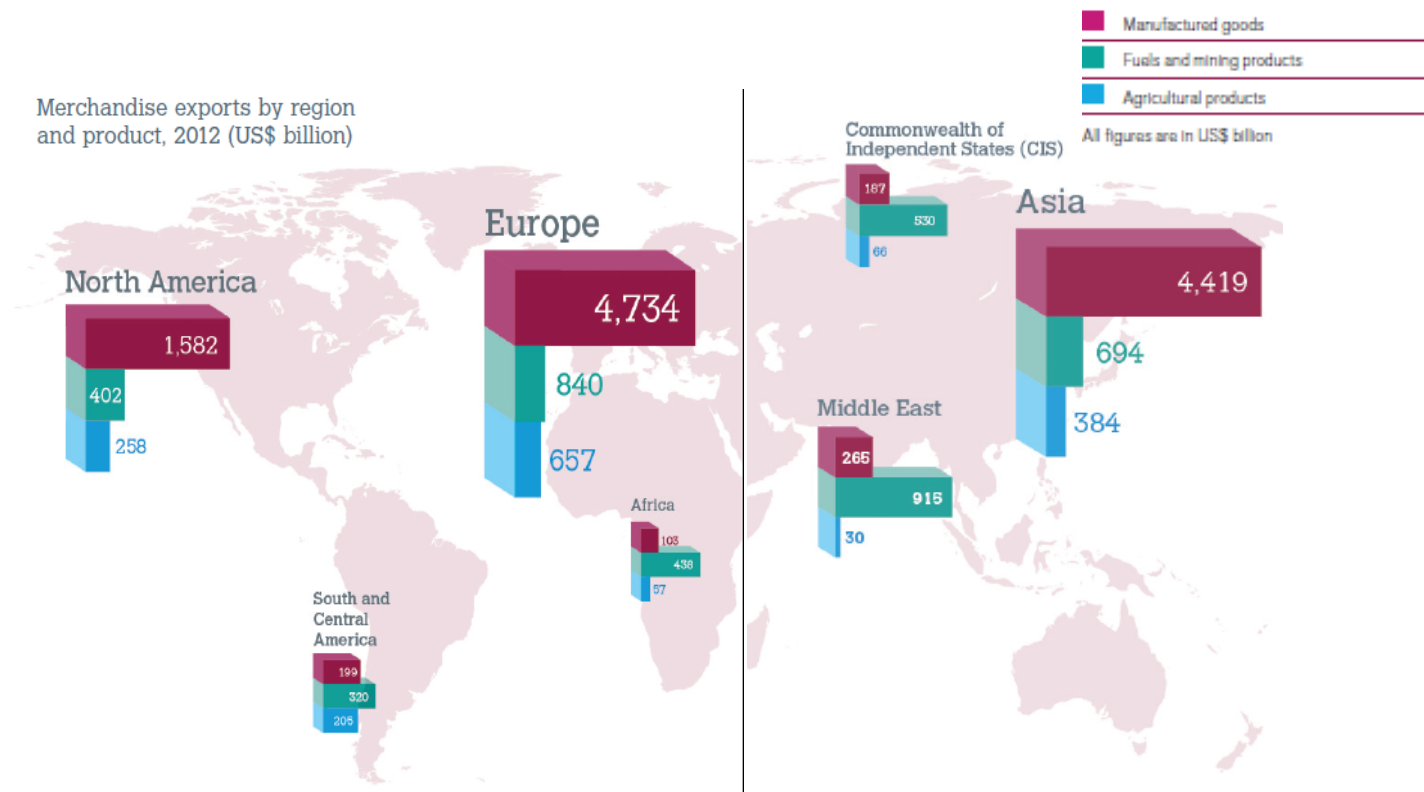 Manufactured goods
Fuels and mining products
Agricultural products
All figures are in US$ billion
Merchandise exports by region
and product, 2012 (US$ billion)
North America
1,582
402
258
Europe
4,734
840
657
Africa
103
438
57
South and
Central
America
199
320
205
Commonwealth of
Independent States (CIS)
187
530
66
Asia
4,419
694
384
Middle East
265
915
30